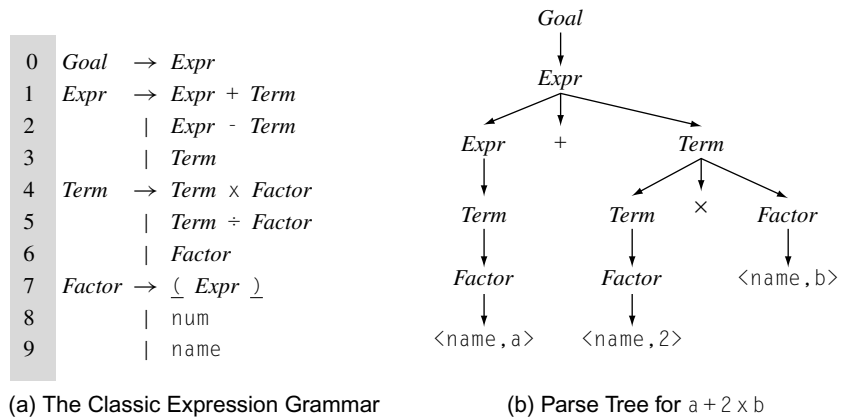 0 Goal → Expr
1 Expr → Expr + Term
2 | Expr - Term
3 | Term
4 Term → Term × Factor
5 | Term ÷ Factor
6 | Factor
7 Factor → ( Expr )
8 | num
9 | name
(a) The Classic Expression Grammar
Goal
Expr
Expr + Term
Term Term × Factor
Factor Factor <name,b>
<name,a> <name,2>
(b) Parse Tree for a + 2 x b